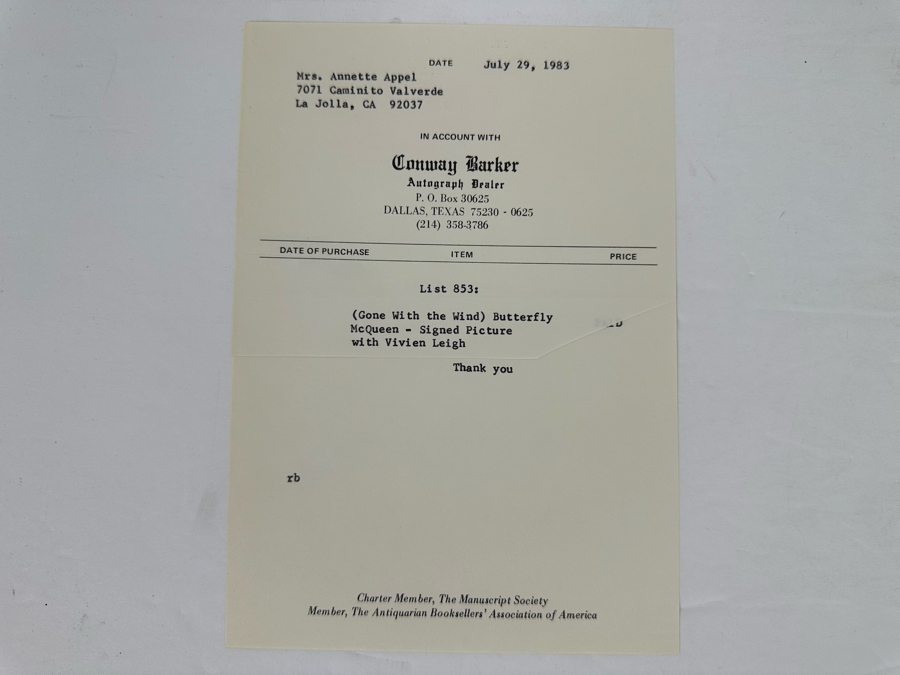 DATE July 29, 1983
Mrs. Annette Appel
7071 Caminito Valverde
La Jolla, CA 92037
IN ACCOUNT WITH
Conway Barker
Autograph Dealer
P. O. Box 30625
DALLAS, TEXAS 75230 - 0625
(214) 358-3786
DATE OF PURCHASE ITEM PRICE
List 853:
(Gone With the Wind) Butterfly
McQueen - Signed Picture
with Vivien Leigh
Thank you
rb
Charter Member, The Manuscript Society
Member, The Antiquarian Booksellers' Association of America